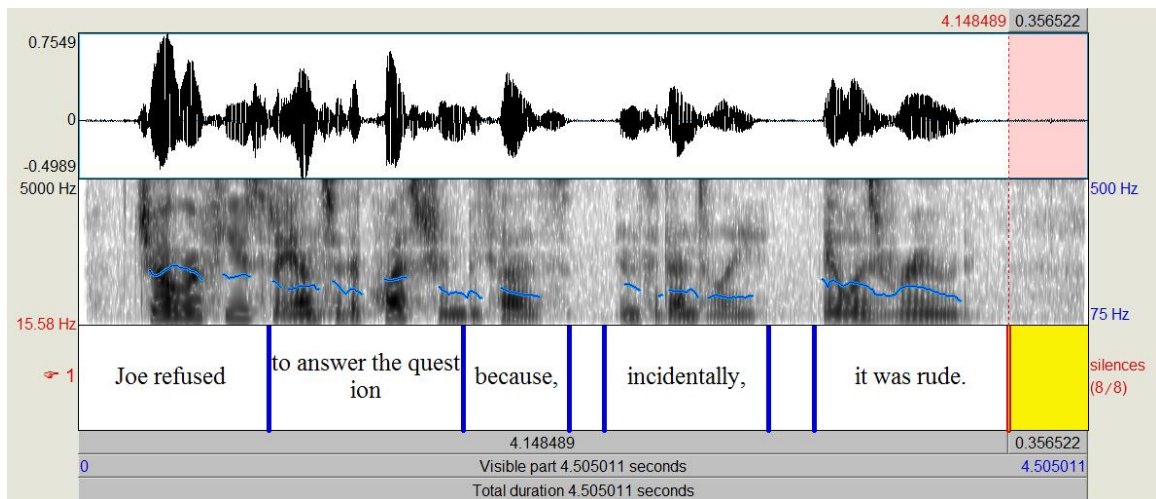 4.148489 0.356522
0.7549
0
-0.4989
5000 Hz 500 Hz
15.58 Hz 75 Hz
☞ 1 Joe refused to answer the quest
ion because, incidentally, it was rude. silences
(8/8)
4.148489 0.356522
0 Visible part 4.505011 seconds 4.505011
Total duration 4.505011 seconds